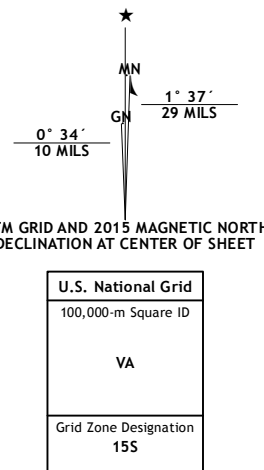 ★
MN
1° 37´
29 MILS
GN
0° 34´
10 MILS
TM GRID AND 2015 MAGNETIC NORTH
DECLINATION AT CENTER OF SHEET
U.S. National Grid
100,000-m Square ID
VA
Grid Zone Designation
15S